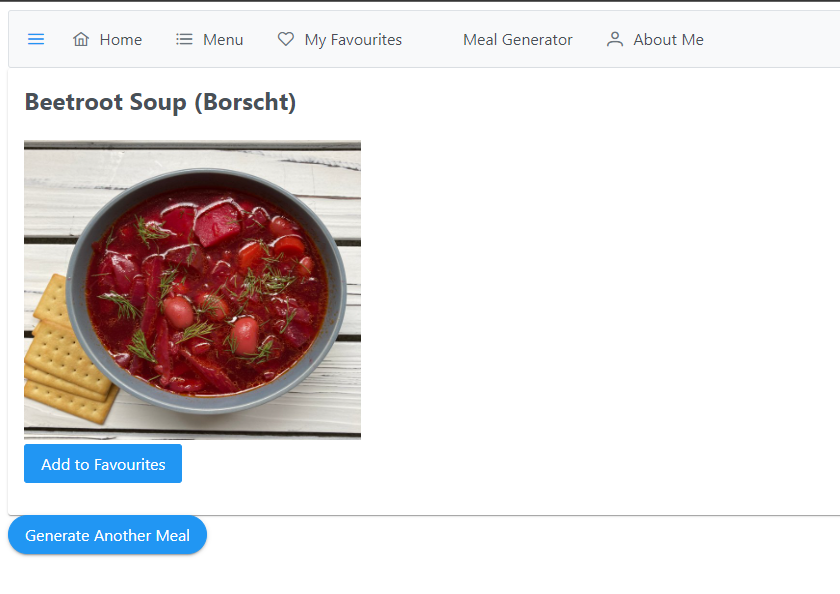 Home Menu My Favourites Meal Generator About Me
Beetroot Soup (Borscht)
Add to Favourites
Generate Another Meal